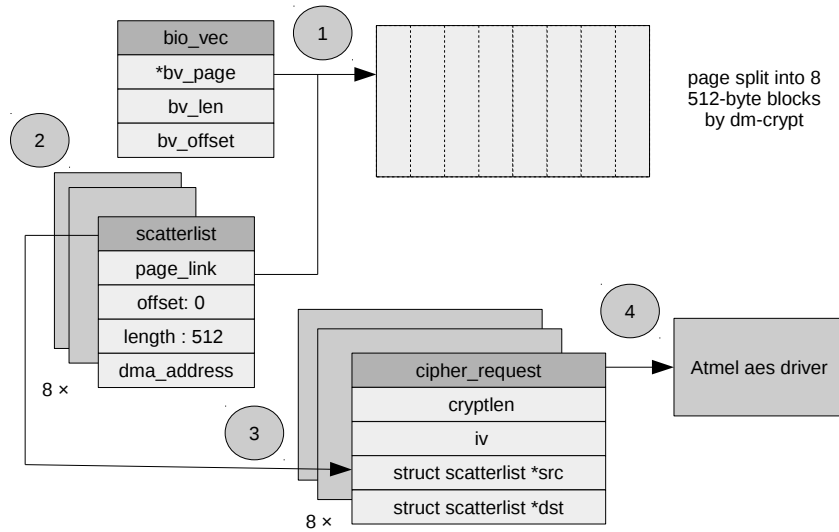 bio_vec
*bv_page
bv_len
bv_offset
1
page split into 8
512-byte blocks
by dm-crypt
2
scatterlist
page_link
offset: 0
length : 512
dma_address
8 ×
3
cipher_request
cryptlen
iv
struct scatterlist *src
struct scatterlist *dst
8 ×
4
Atmel aes driver